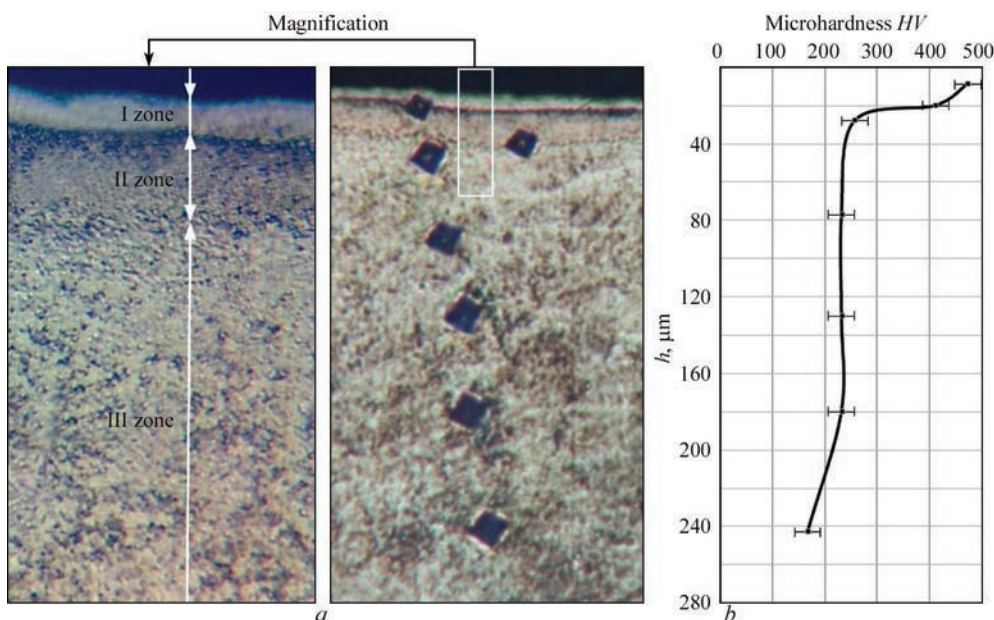 Magnification
I zone
II zone
III zone
a
Microhardness HV
0 100 200 300 400 500
40
80
120
160
200
240
280
h, μm
b